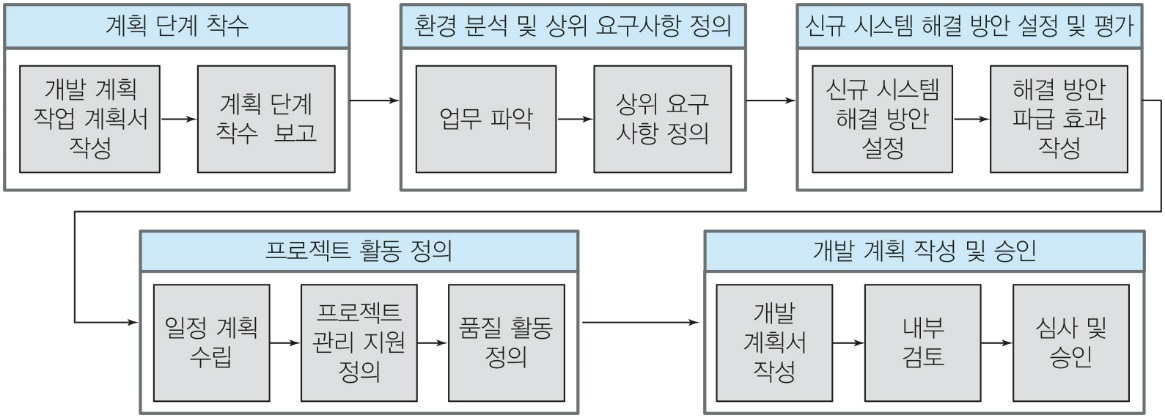 계획 단계 착수
개발 계획
작업 계획서
작성
계획 단계
착수 보고
환경 분석 및 상위 요구사항 정의
업무 파악
상위 요구
사항 정의
신규 시스템 해결 방안 설정 및 평가
신규 시스템
해결 방안
설정
해결 방안
파급 효과
작성
프로젝트 활동 정의
일정 계획
수립
프로젝트
관리 지원
정의
품질 활동
정의
개발 계획 작성 및 승인
개발
계획서
작성
내부
검토
심사 및
승인